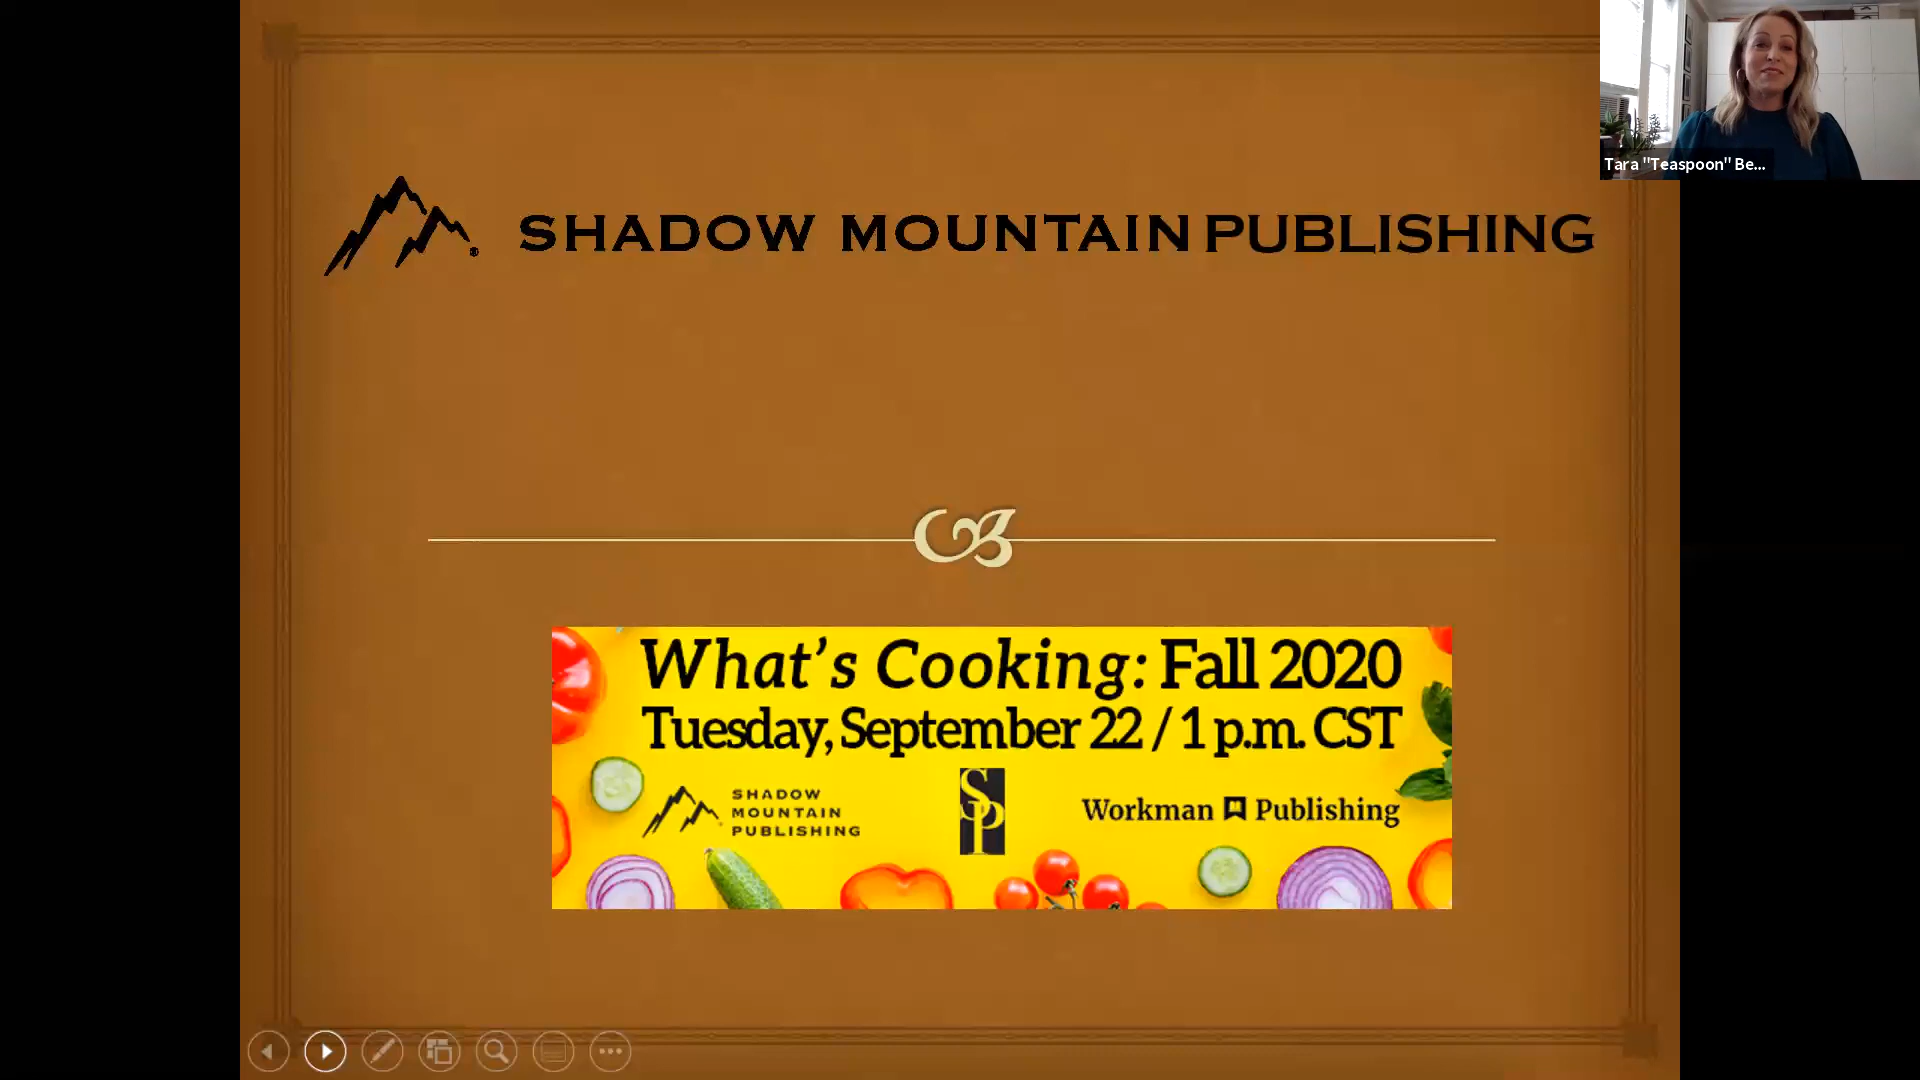 SHADOW MOUNTAIN PUBLISHING
Tara "Teaspoon" Be...
What's Cooking: Fall 2020
Tuesday, September 22 / 1 p.m. CST
SHADOW
MOUNTAIN
PUBLISHING
SPI
Workman Publishing